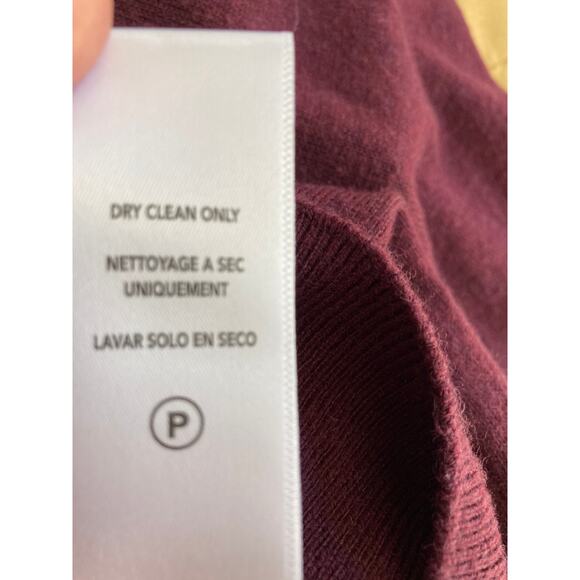 DRY CLEAN ONLY
NETTOYAGE A SEC
UNIQUEMENT
LAVAR SOLO EN SECO
P